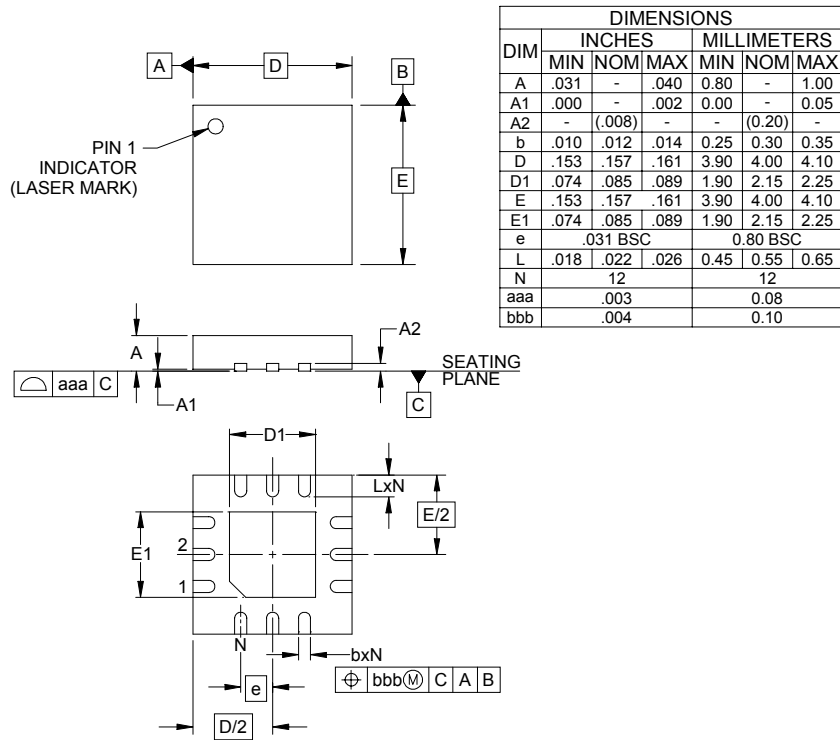 DIMENSIONS
DIM INCHES MILLIMETERS
MIN NOM MAX MIN NOM MAX
A .031 - .040 0.80 - 1.00
A1 .000 - .002 0.00 - 0.05
A2 - (.008) - - (0.20) -
b .010 .012 .014 0.25 0.30 0.35
D .153 .157 .161 3.90 4.00 4.10
D1 .074 .085 .089 1.90 2.15 2.25
E .153 .157 .161 3.90 4.00 4.10
E1 .074 .085 .089 1.90 2.15 2.25
e .031 BSC 0.80 BSC
L .018 .022 .026 0.45 0.55 0.65
N 12 12
aaa .003 0.08
bbb .004 0.10
A D B
PIN 1
INDICATOR
(LASER MARK)
E
A A2
SEATING
PLANE
aaa C
A1 C
D1
LxN
E/2
E1
2
1
N bxN
bbb Ⓜ C A B
e
D/2